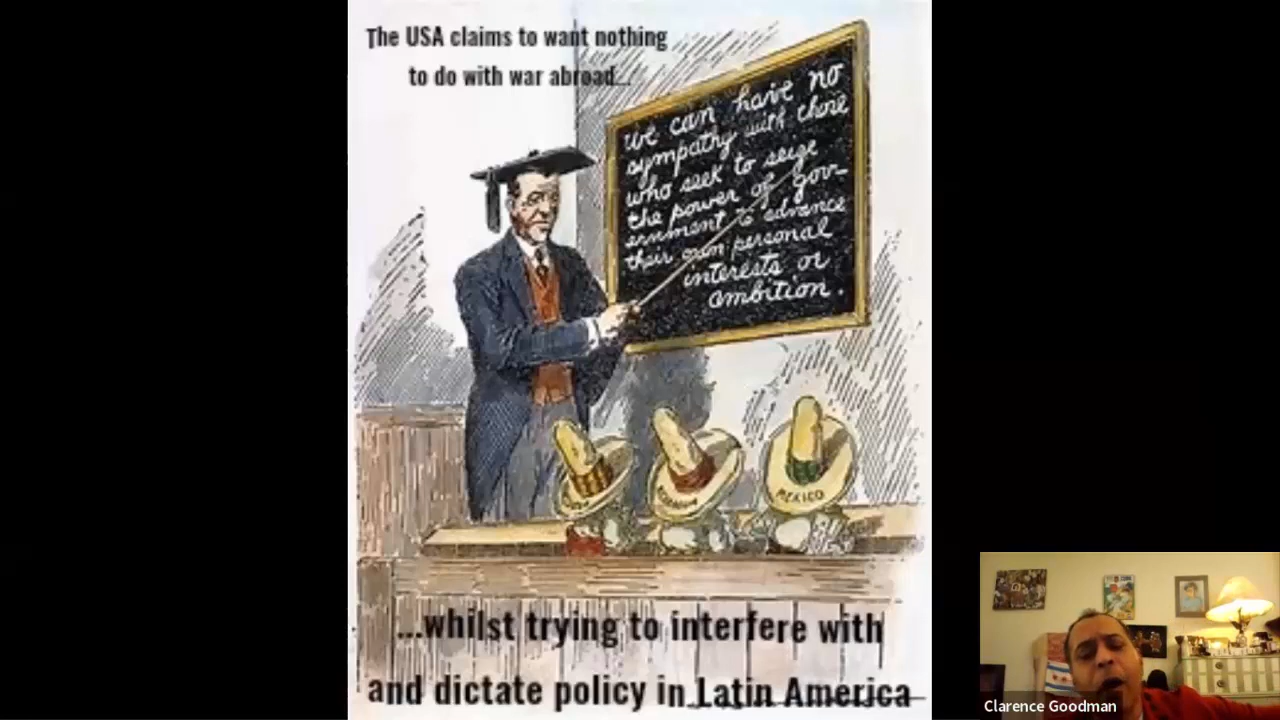 The USA claims to want nothing
to do with war abroad...
We can have no
sympathy with those
who seek to seize
the power of gov-
ernment to advance
their own personal
interests or
ambition.
MEXICO
...whilst trying to interfere with
and dictate policy in Latin America
Clarence Goodman